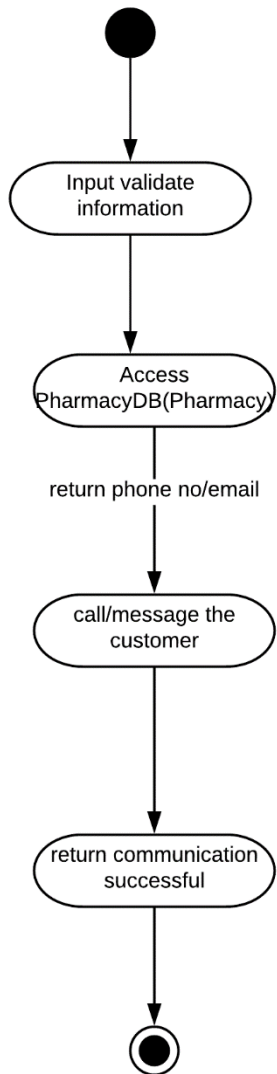 Input validate
information
Access
PharmacyDB(Pharmacy)
return phone no/email
call/message the
customer
return communication
successful